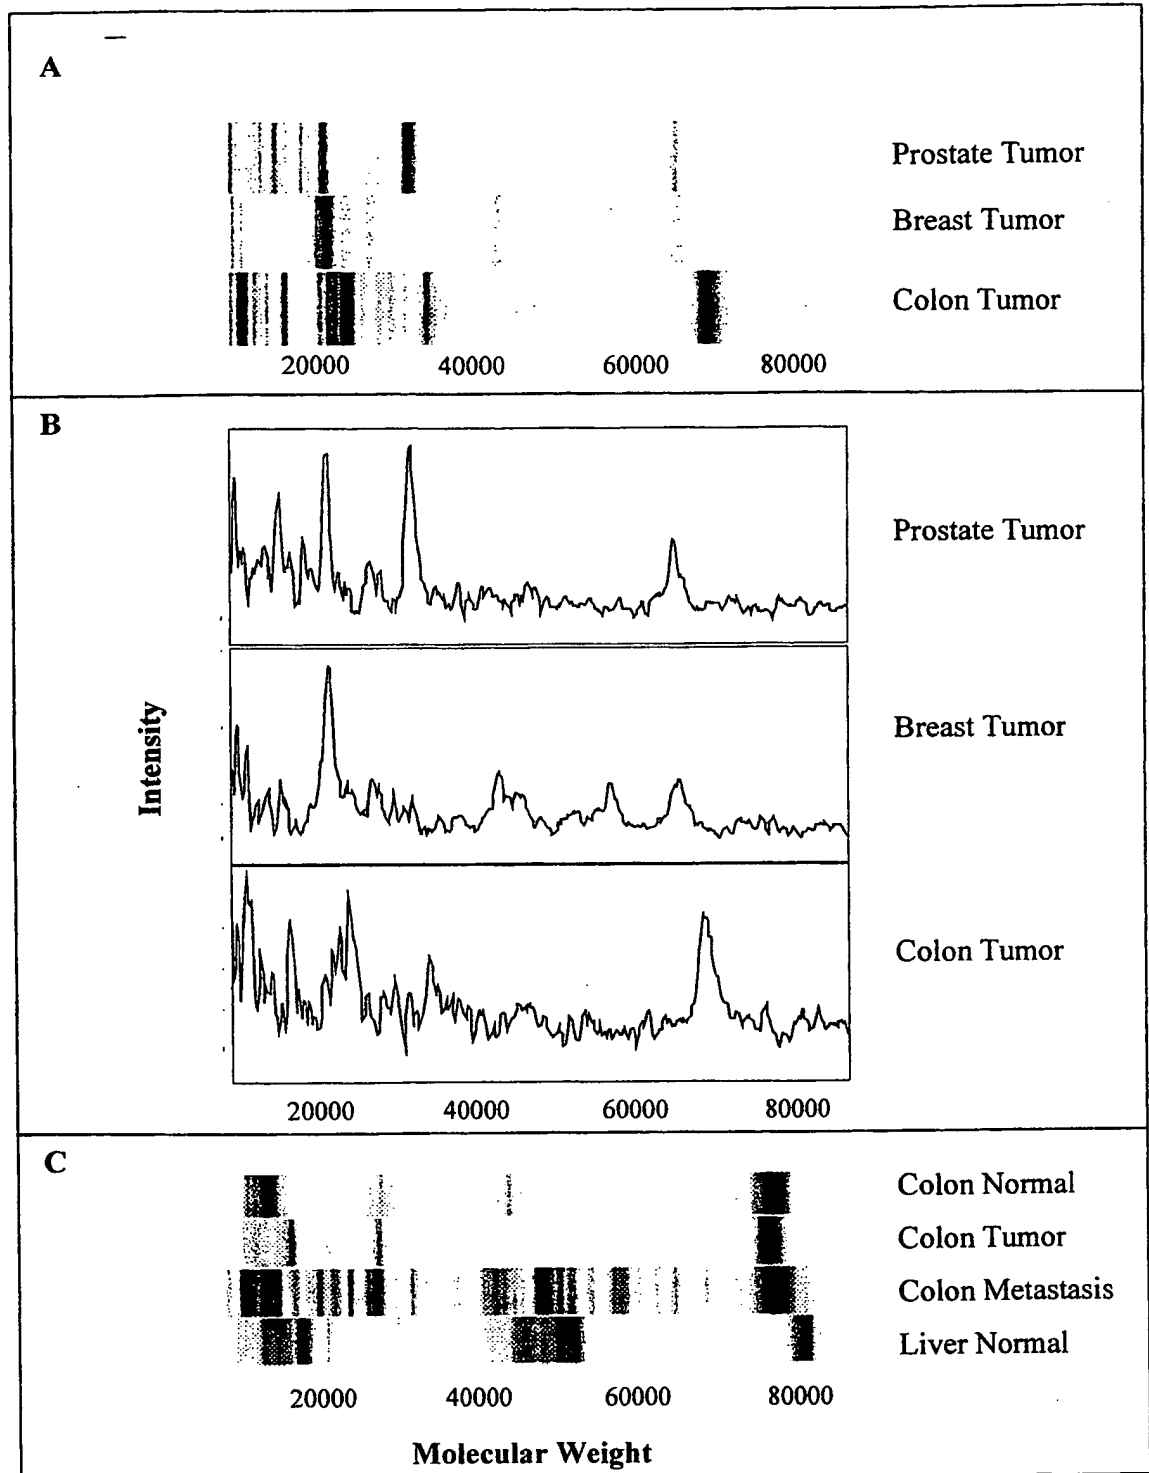 A
Prostate Tumor
Breast Tumor
Colon Tumor
20000 40000 60000 80000
B
Prostate Tumor
Breast Tumor
Intensity
Colon Tumor
20000 40000 60000 80000
C
Colon Normal
Colon Tumor
Colon Metastasis
Liver Normal
20000 40000 60000 80000
Molecular Weight